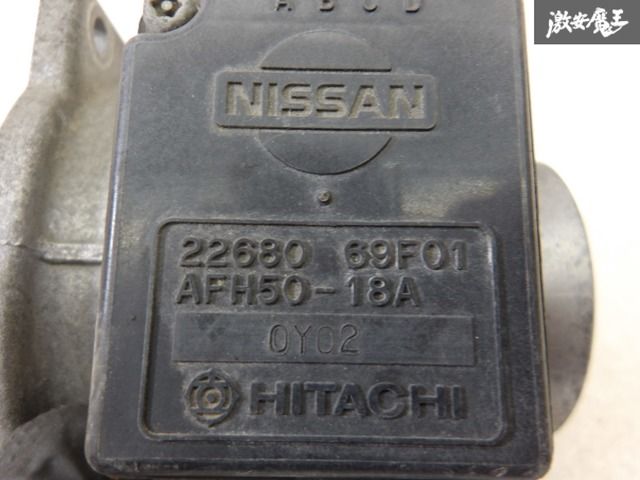 激安魔王
A B C D
NISSAN
22680 69F01
AFH50-18A
0Y02
HITACHI